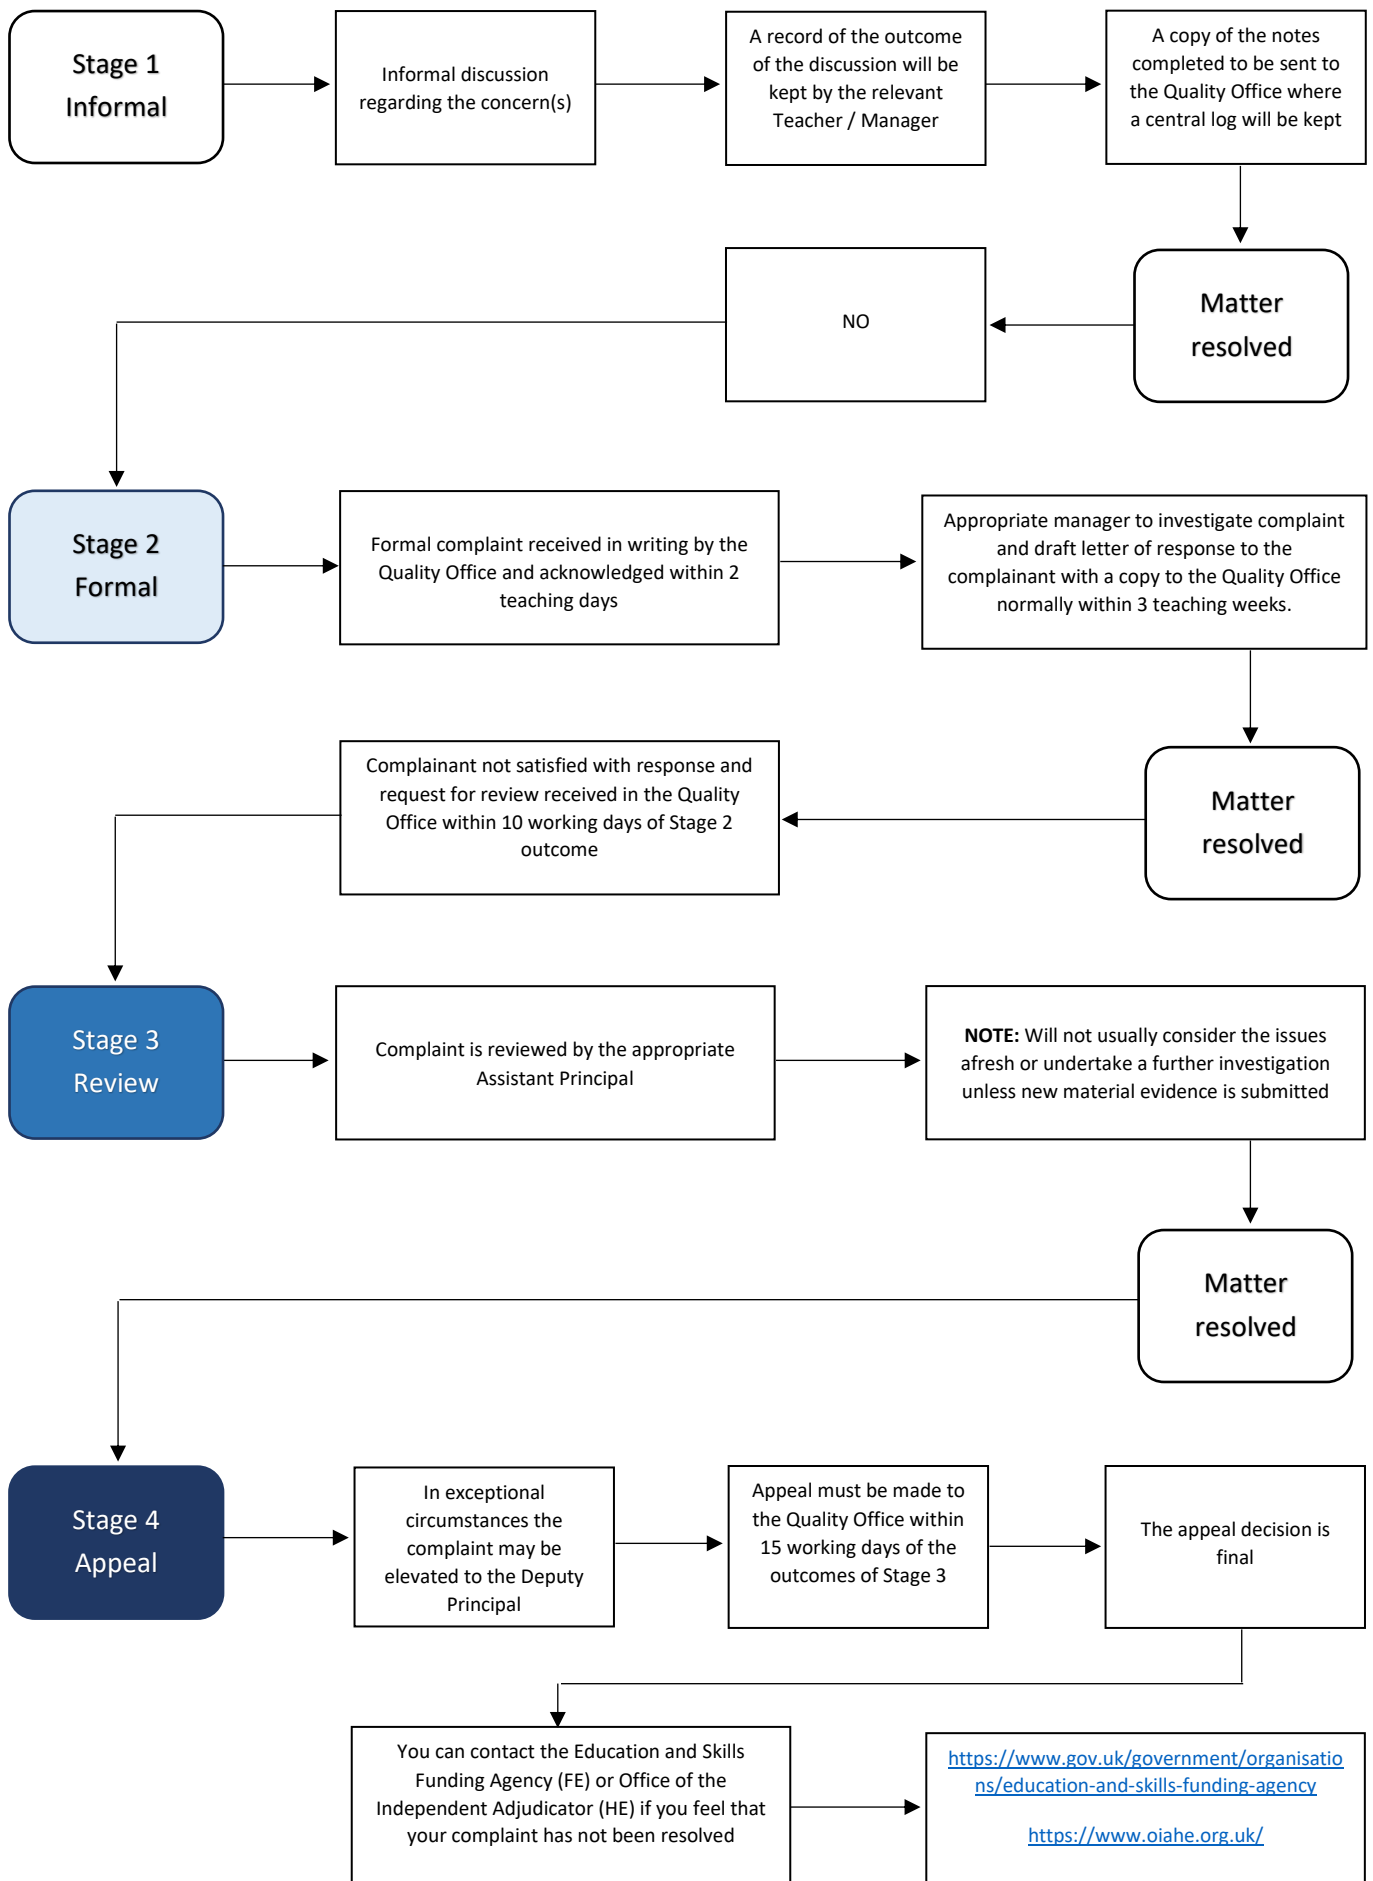 Stage 1
Informal
Informal discussion
regarding the concern(s)
A record of the outcome
of the discussion will be
kept by the relevant
Teacher / Manager
A copy of the notes
completed to be sent to
the Quality Office where
a central log will be kept
Matter
resolved
NO
Stage 2
Formal
Formal complaint received in writing by the
Quality Office and acknowledged within 2
teaching days
Appropriate manager to investigate complaint
and draft letter of response to the
complainant with a copy to the Quality Office
normally within 3 teaching weeks.
Matter
resolved
Complainant not satisfied with response and
request for review received in the Quality
Office within 10 working days of Stage 2
outcome
Stage 3
Review
Complaint is reviewed by the appropriate
Assistant Principal
NOTE: Will not usually consider the issues
afresh or undertake a further investigation
unless new material evidence is submitted
Matter
resolved
Stage 4
Appeal
In exceptional
circumstances the
complaint may be
elevated to the Deputy
Principal
Appeal must be made to
the Quality Office within
15 working days of the
outcomes of Stage 3
The appeal decision is
final
You can contact the Education and Skills
Funding Agency (FE) or Office of the
Independent Adjudicator (HE) if you feel that
your complaint has not been resolved
https://www.gov.uk/government/organisatio
ns/education-and-skills-funding-agency
https://www.oiahe.org.uk/